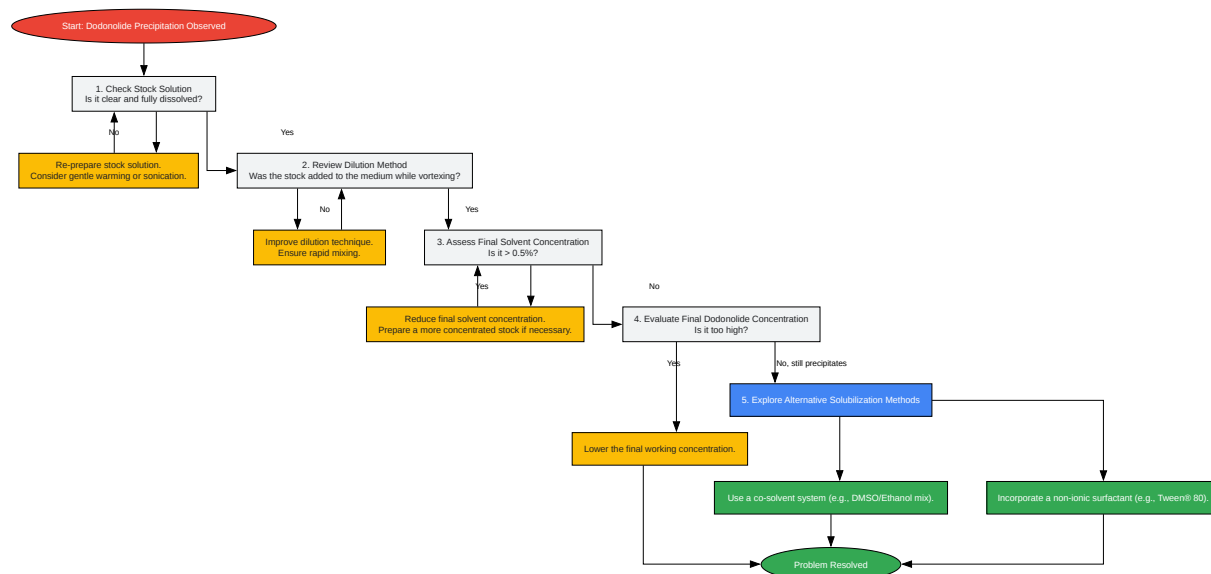 Start: Dodonolide Precipitation Observed
1. Check Stock Solution
Is it clear and fully dissolved?
No
Yes
Re-prepare stock solution.
Consider gentle warming or sonication.
2. Review Dilution Method
Was the stock added to the medium while vortexing?
No
Yes
Improve dilution technique.
Ensure rapid mixing.
3. Assess Final Solvent Concentration
Is it > 0.5%?
Yes
No
Reduce final solvent concentration.
Prepare a more concentrated stock if necessary.
4. Evaluate Final Dodonolide Concentration
Is it too high?
Yes
No, still precipitates
5. Explore Alternative Solubilization Methods
Lower the final working concentration.
Use a co-solvent system (e.g., DMSO/Ethanol mix).
Incorporate a non-ionic surfactant (e.g., Tween® 80).
Problem Resolved